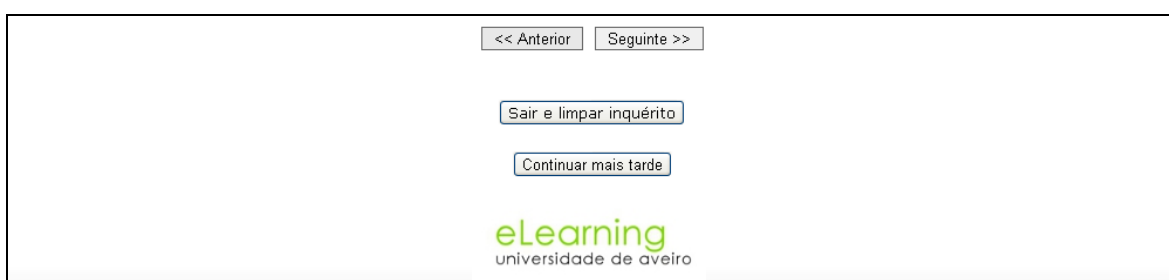 << Anterior Seguinte >>
Sair e limpar inquérito
Continuar mais tarde
eLearning
universidade de aveiro